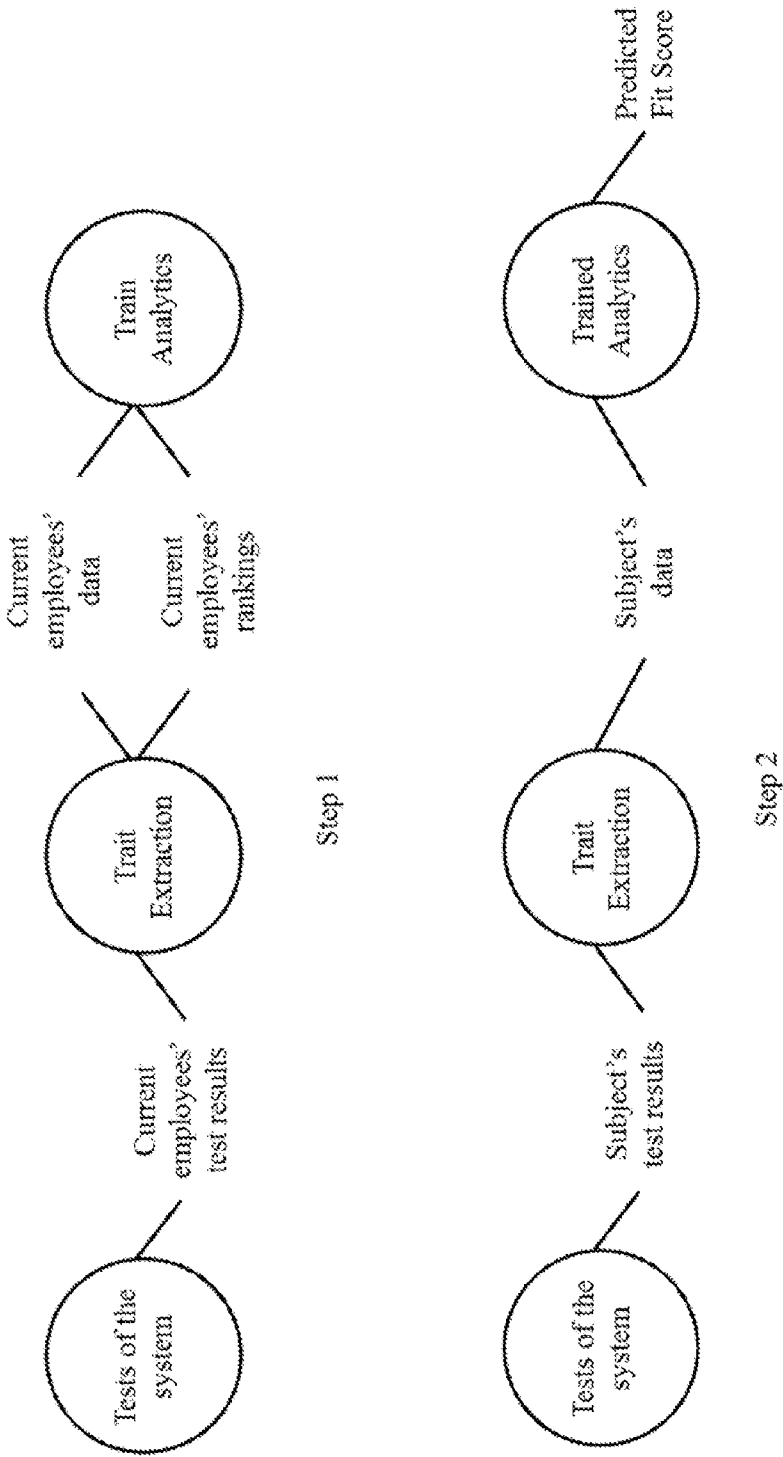 Tests of the
system
Current
employees’
test results
Trait
Extraction
Current
employees’
data
Current
employees’
rankings
Train
Analytics
Step 1
Tests of the
system
Subject’s
test results
Trait
Extraction
Subject’s
data
Trained
Analytics
Predicted
Fit Score
Step 2